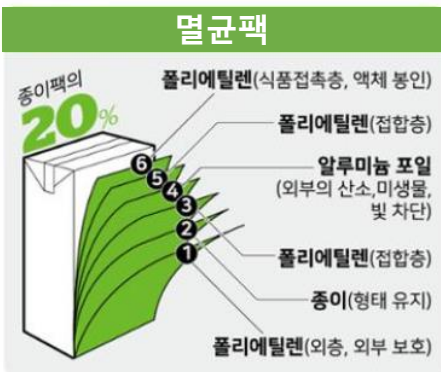 멸균팩
종이팩의
20%
폴리에틸렌(식품접촉층, 액체 봉인)
폴리에틸렌(접합층)
알루미늄 포일
(외부의 산소,미생물,
빛 차단)
폴리에틸렌(접합층)
종이(형태 유지)
폴리에틸렌(외층, 외부 보호)
6
5
4
3
2
1